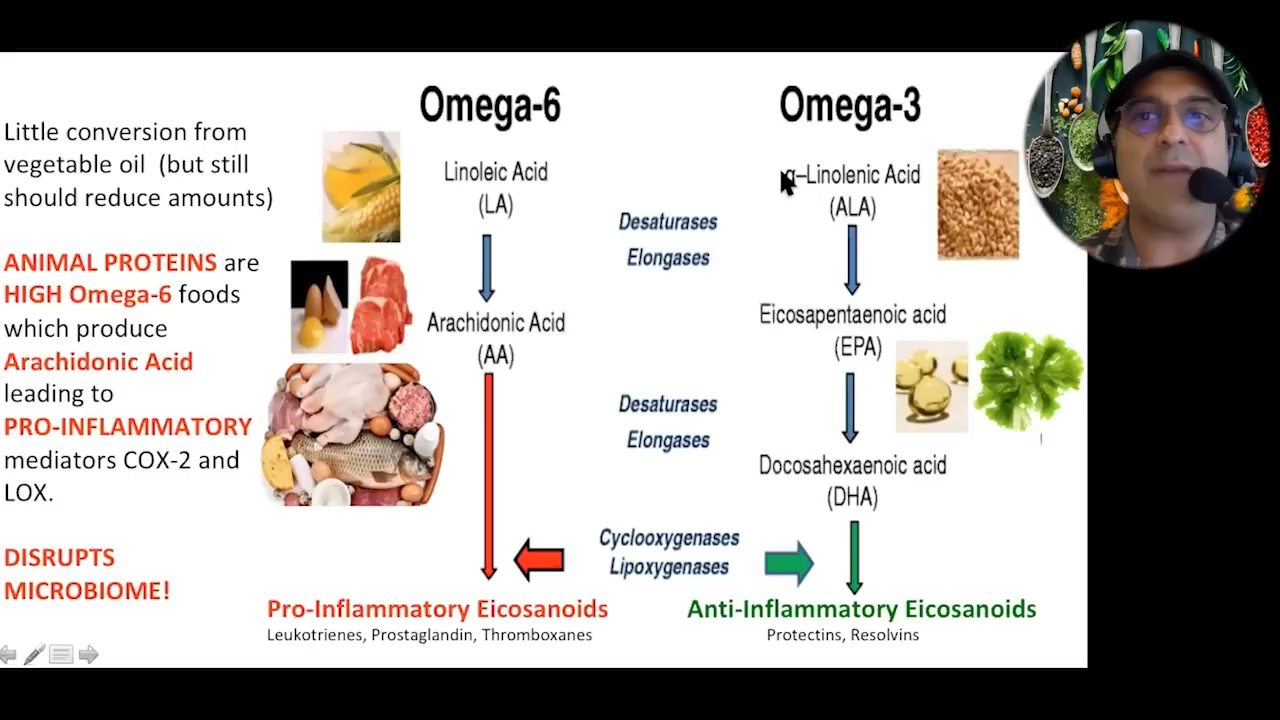 Little conversion from
vegetable oil (but still
should reduce amounts)
ANIMAL PROTEINS are
HIGH Omega-6 foods
which produce
Arachidonic Acid
leading to
PRO-INFLAMMATORY
mediators COX-2 and
LOX.
DISRUPTS
MICROBIOME!
Omega-6
Linoleic Acid
(LA)
Arachidonic Acid
(AA)
Pro-Inflammatory Eicosanoids
Leukotrienes, Prostaglandin, Thromboxanes
Desaturases
Elongases
Desaturases
Elongases
Cyclooxygenases
Lipoxygenases
Omega-3
α–Linolenic Acid
(ALA)
Eicosapentaenoic acid
(EPA)
Docosahexaenoic acid
(DHA)
Anti-Inflammatory Eicosanoids
Protectins, Resolvins